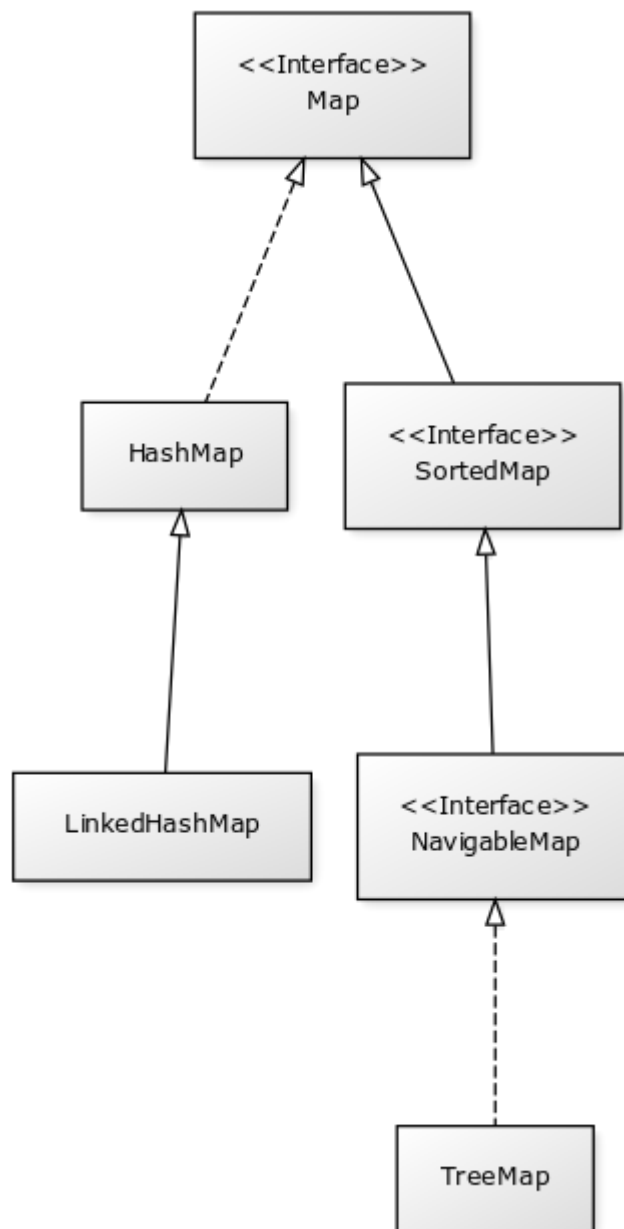 <<Interface>>
Map
HashMap
<<Interface>>
SortedMap
LinkedHashMap
<<Interface>>
NavigableMap
TreeMap